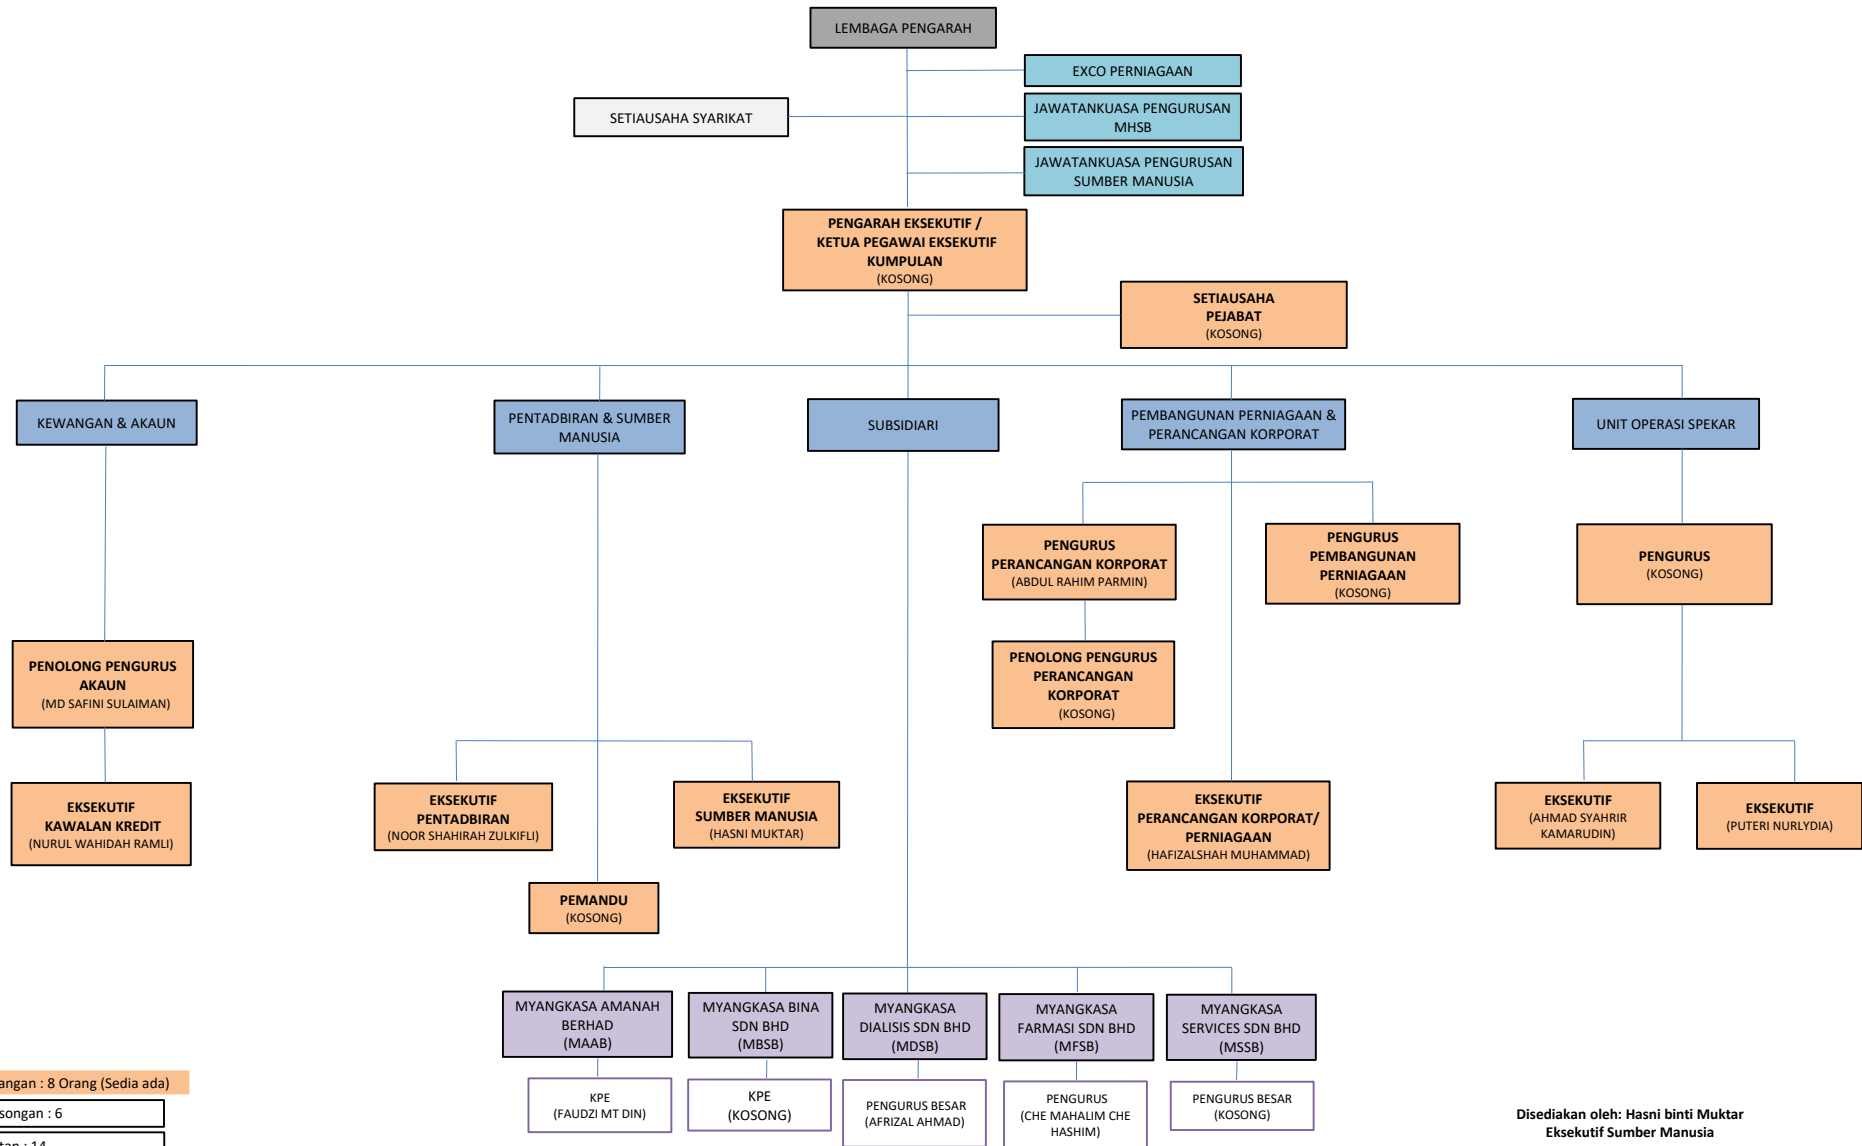 LEMBAGA PENGARAH
EXCO PERNIAGAAN
SETIAUSAHA SYARIKAT
JAWATANKUASA PENGURUSAN
MHSB
JAWATANKUASA PENGURUSAN
SUMBER MANUSIA
PENGARAH EKSEKUTIF /
KETUA PEGAWAI EKSEKUTIF
KUMPULAN
(KOSONG)
SETIAUSAHA
PEJABAT
(KOSONG)
KEWANGAN & AKAUN
PENTADBIRAN & SUMBER
MANUSIA
SUBSIDIARI
PEMBANGUNAN PERNIAGAAN &
PERANCANGAN KORPORAT
UNIT OPERASI SPEKAR
PENGURUS
PERANCANGAN KORPORAT
(ABDUL RAHIM PARMIN)
PENGURUS
PEMBANGUNAN
PERNIAGAAN
(KOSONG)
PENGURUS
(KOSONG)
PENOLONG PENGURUS
AKAUN
(MD SAFINI SULAIMAN)
PENOLONG PENGURUS
PERANCANGAN
KORPORAT
(KOSONG)
EKSEKUTIF
KAWALAN KREDIT
(NURUL WAHIDAH RAMLI)
EKSEKUTIF
PENTADBIRAN
(NOOR SHAHIRAH ZULKIFLI)
EKSEKUTIF
SUMBER MANUSIA
(HASNI MUKTAR)
EKSEKUTIF
PERANCANGAN KORPORAT/
PERNIAGAAN
(HAFIZALSHAH MUHAMMAD)
EKSEKUTIF
(AHMAD SYAHRIR
KAMARUDIN)
EKSEKUTIF
(PUTERI NURLYDIA)
PEMANDU
(KOSONG)
MYANGKASA AMANAH
BERHAD
(MAAB)
MYANGKASA BINA
SDN BHD
(MBSB)
MYANGKASA
DIALISIS SDN BHD
(MDSB)
MYANGKASA
FARMASI SDN BHD
(MFSB)
MYANGKASA
SERVICES SDN BHD
(MSSB)
KPE
(FAUDZI MT DIN)
KPE
(KOSONG)
PENGURUS BESAR
(AFRIZAL AHMAD)
PENGURUS
(CHE MAHALIM CHE
HASHIM)
PENGURUS BESAR
(KOSONG)
angan : 8 Orang (Sedia ada)
songan : 6
tan : 14
Disediakan oleh: Hasni binti Muktar
Eksekutif Sumber Manusia